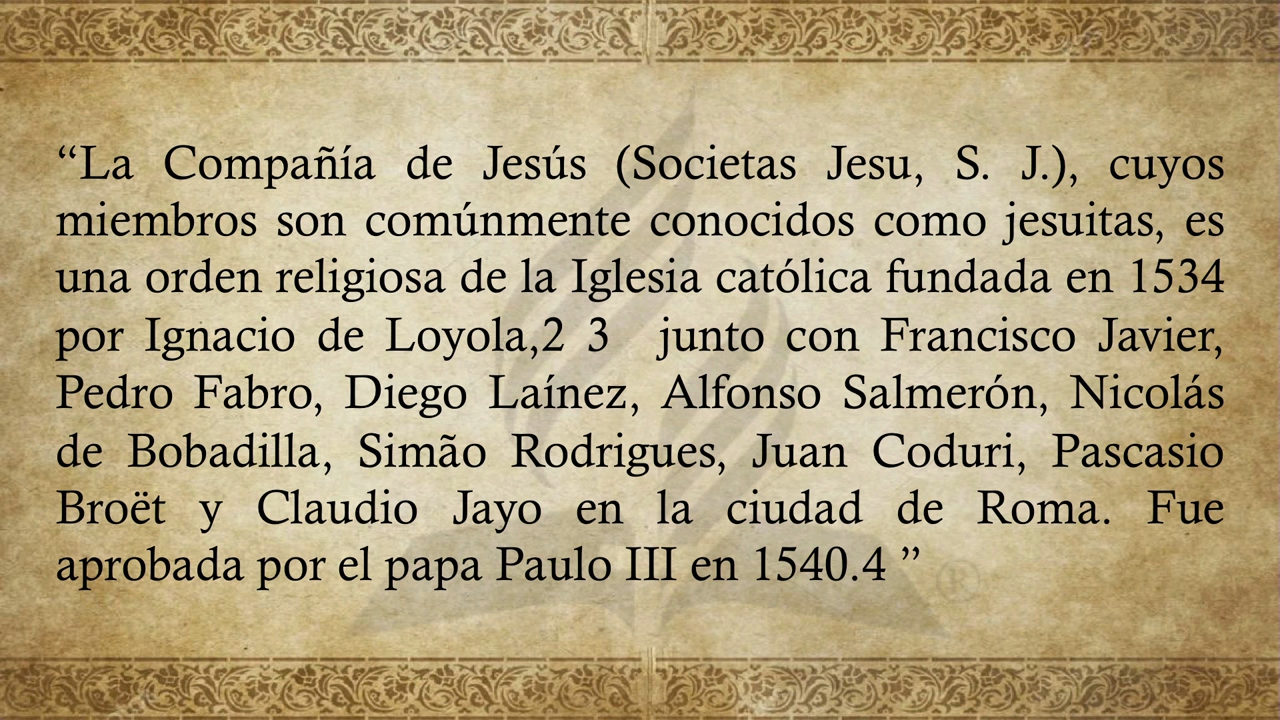 “La Compañía de Jesús (Societas Jesu, S. J.), cuyos
miembros son comúnmente conocidos como jesuitas, es
una orden religiosa de la Iglesia católica fundada en 1534
por Ignacio de Loyola,2 3 junto con Francisco Javier,
Pedro Fabro, Diego Laínez, Alfonso Salmerón, Nicolás
de Bobadilla, Simão Rodrigues, Juan Coduri, Pascasio
Broët y Claudio Jayo en la ciudad de Roma. Fue
aprobada por el papa Paulo III en 1540.4 ”
®